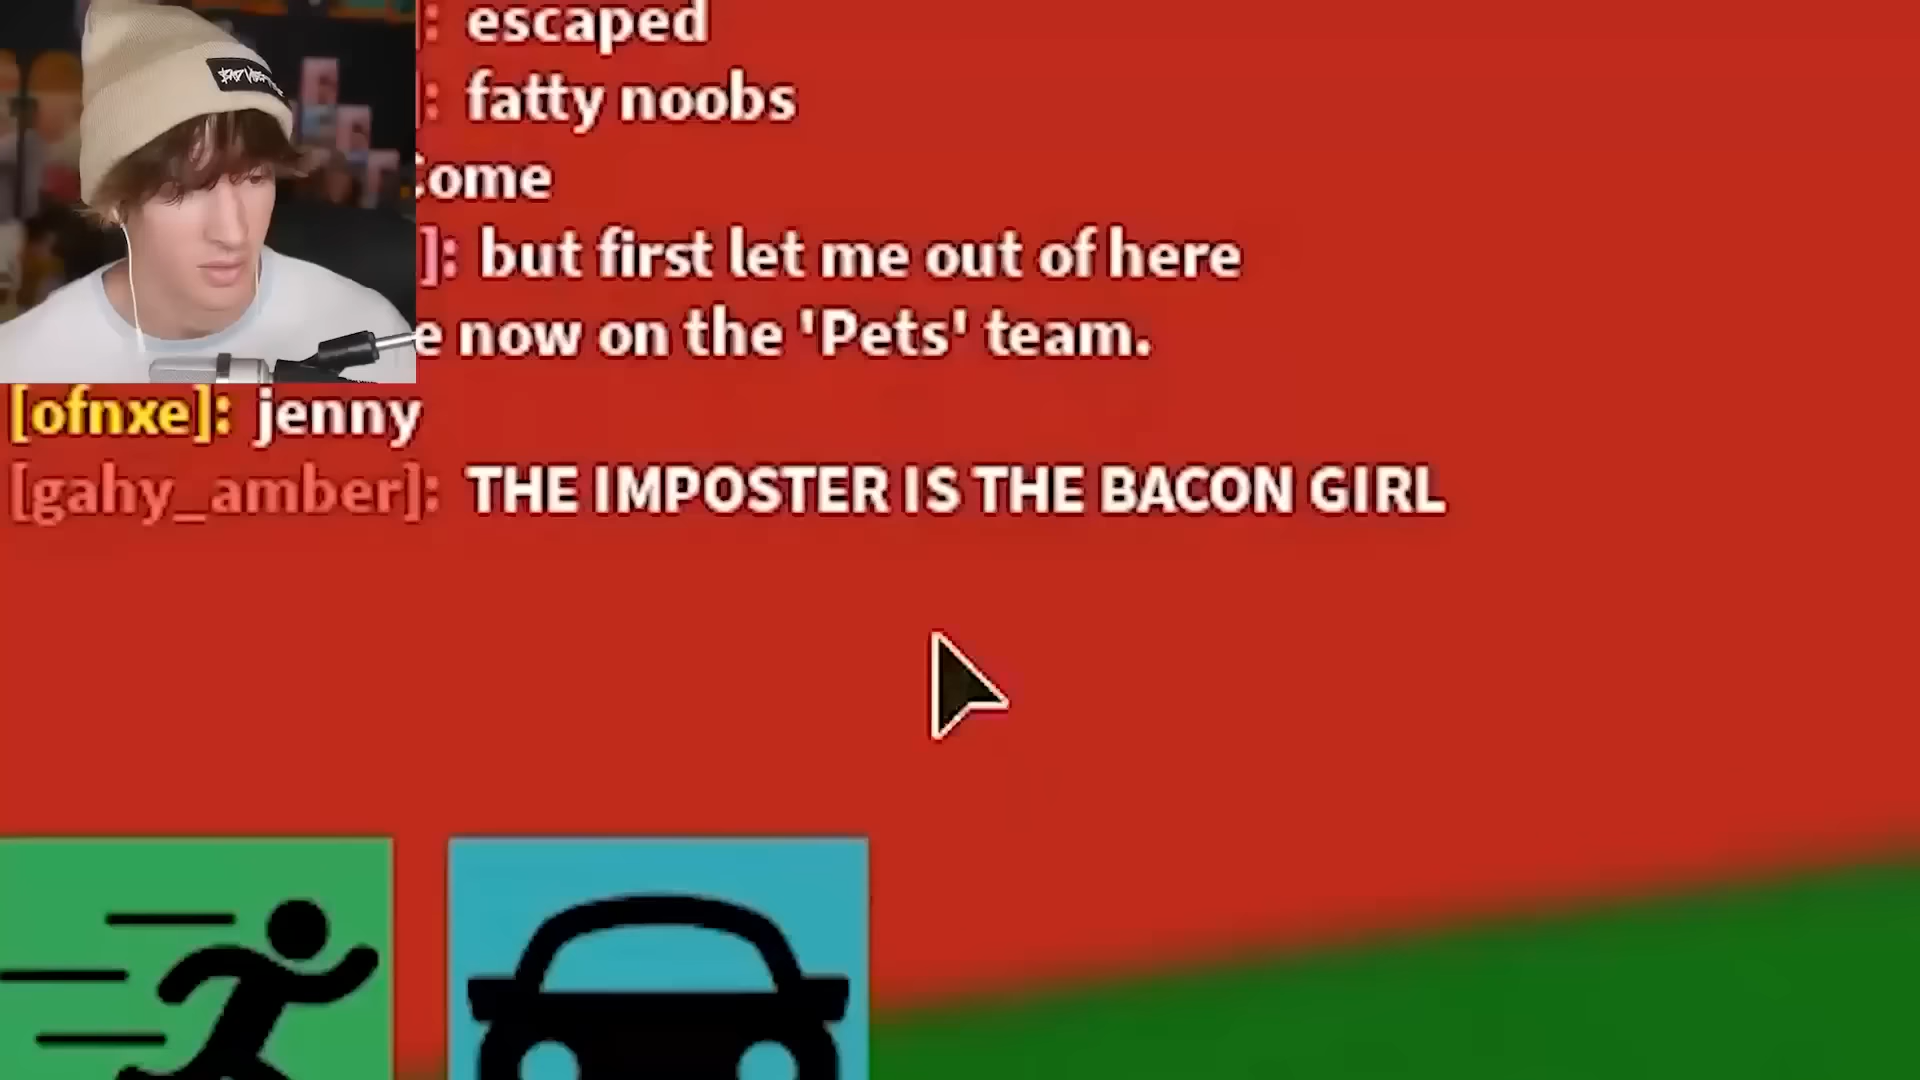 ]: escaped
]: fatty noobs
Come
]: but first let me out of here
e now on the 'Pets' team.
[ofnxe]: jenny
[gahy_amber]: THE IMPOSTER IS THE BACON GIRL